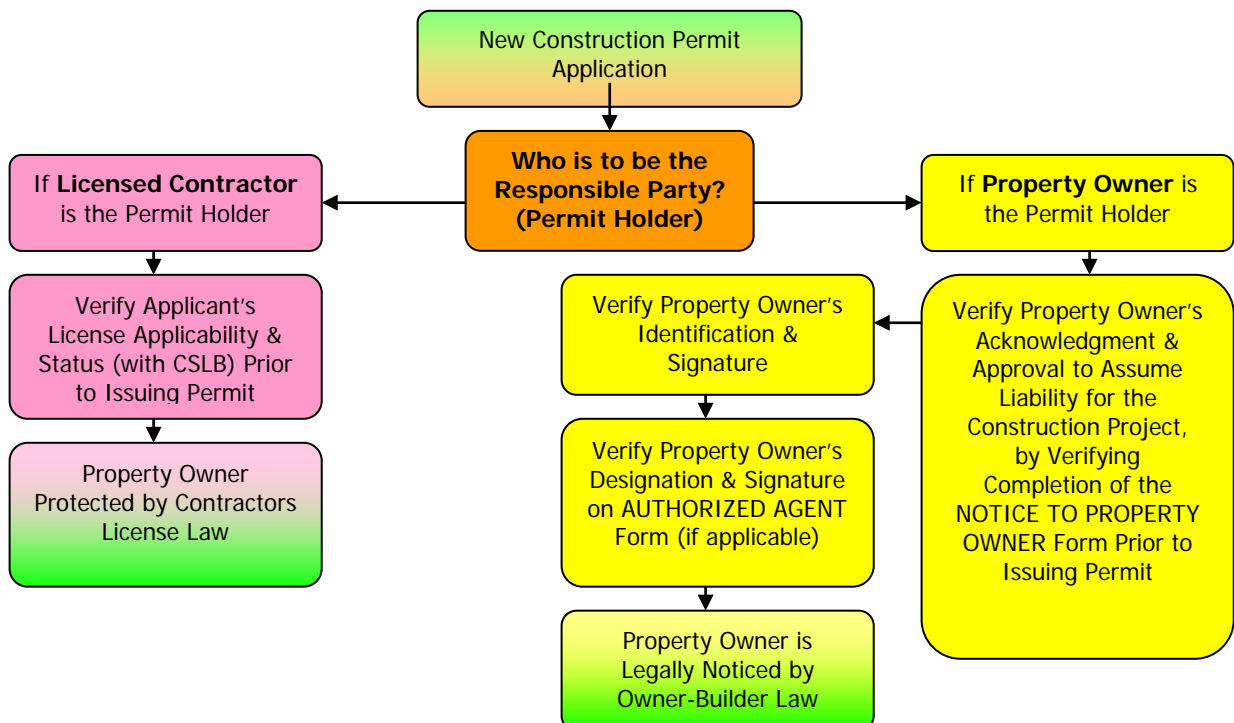 New Construction Permit
Application
Who is to be the
Responsible Party?
(Permit Holder)
If Licensed Contractor
is the Permit Holder
Verify Applicant's
License Applicability &
Status (with CSLB) Prior
to Issuing Permit
Property Owner
Protected by Contractors
License Law
If Property Owner is
the Permit Holder
Verify Property Owner's
Acknowledgment &
Approval to Assume
Liability for the
Construction Project,
by Verifying
Completion of the
NOTICE TO PROPERTY
OWNER Form Prior to
Issuing Permit
Verify Property Owner's
Identification &
Signature
Verify Property Owner's
Designation & Signature
on AUTHORIZED AGENT
Form (if applicable)
Property Owner is
Legally Noticed by
Owner-Builder Law